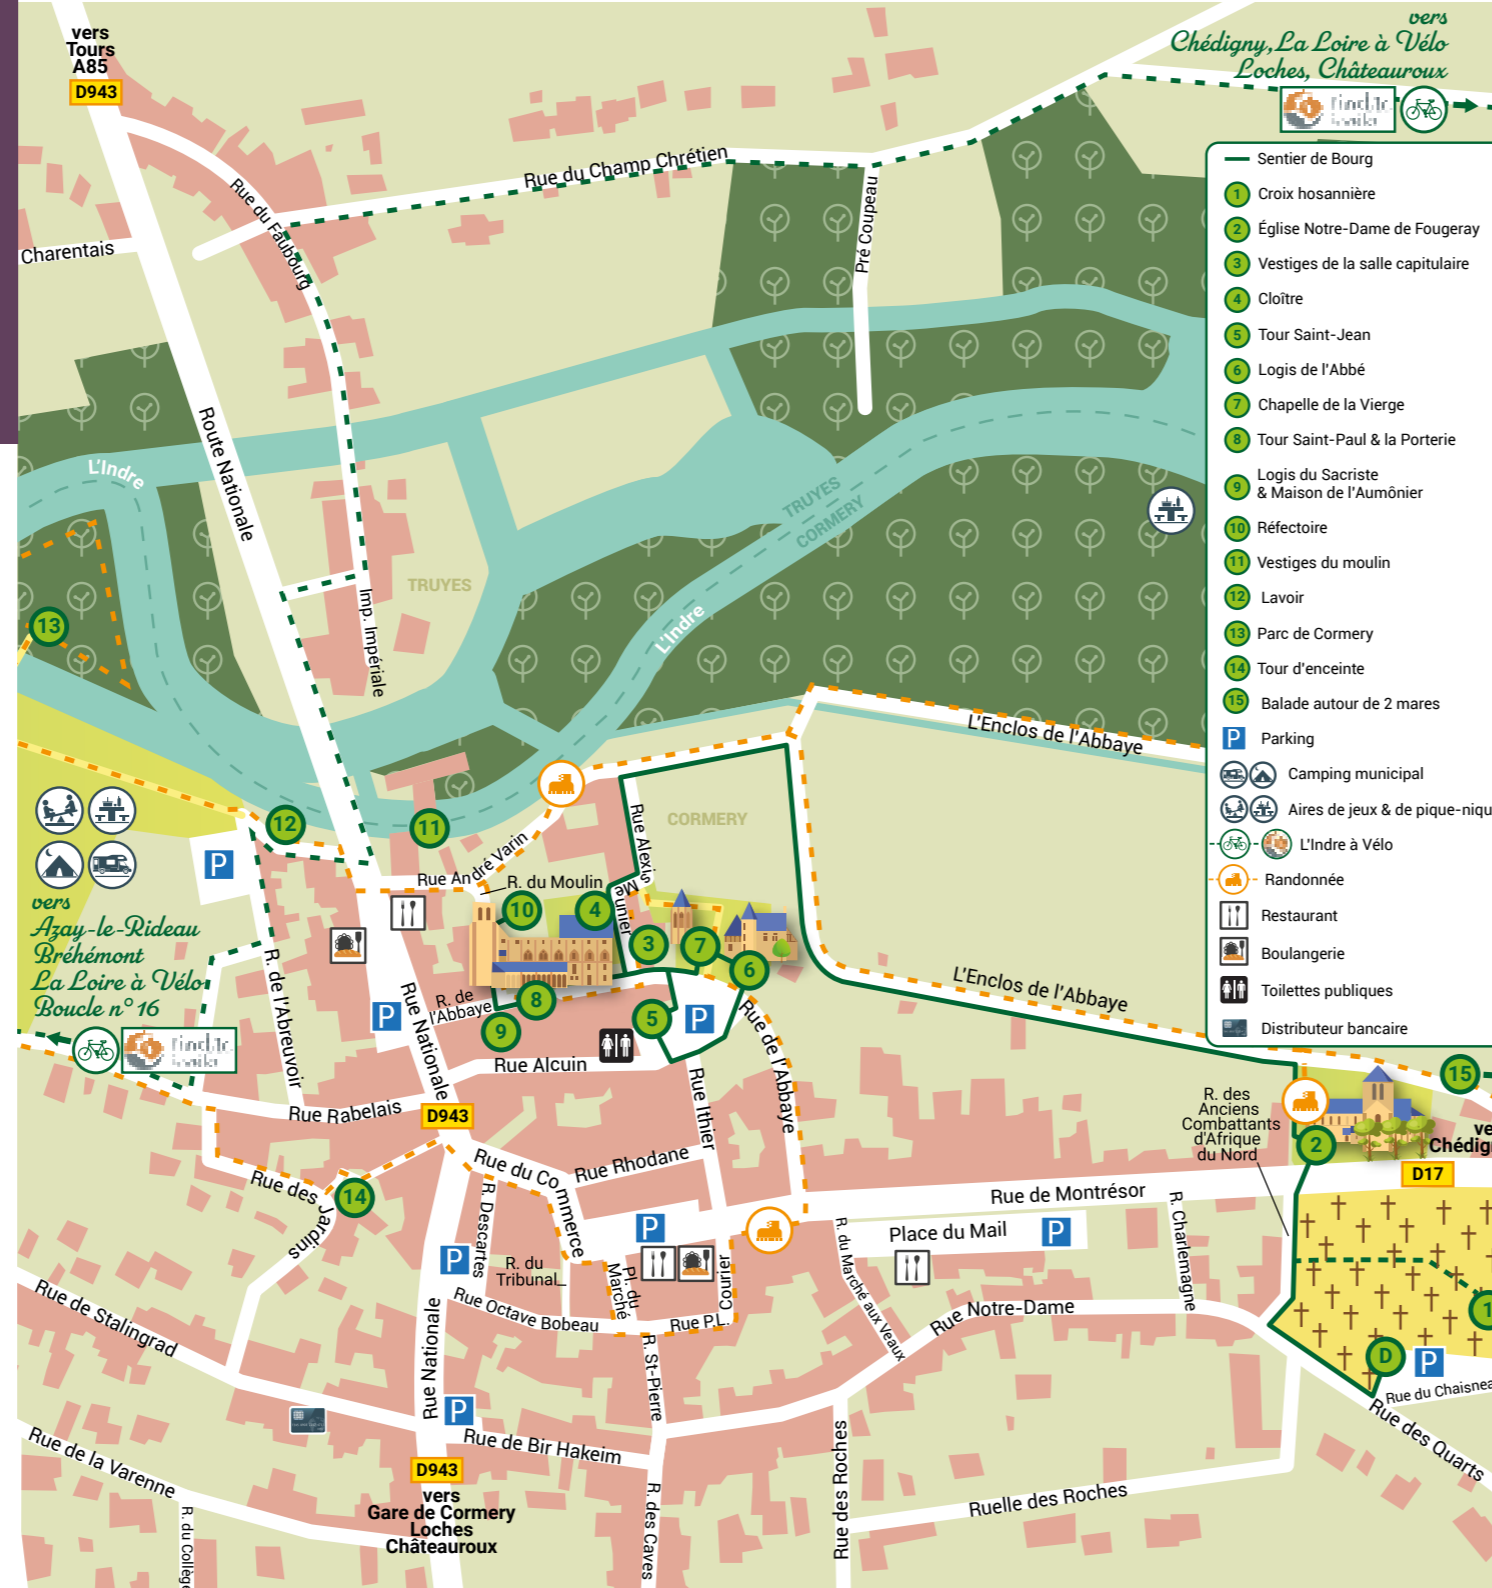 vers
Tours
A85
D943
vers
Chédigny, La Loire à Vélo
Loches, Châteauroux
Charentais
Rue du Faubourg
Rue du Champ Chrétien
Pré Coupeau
Route Nationale
L'Indre
TRUYES
Imp. Impériale
TRUYES
CORMERY
L'Indre
L'Enclos de l'Abbaye
CORMERY
Sentier de Bourg
1 Croix hosannière
2 Église Notre-Dame de Fougeray
3 Vestiges de la salle capitulaire
4 Cloître
5 Tour Saint-Jean
6 Logis de l'Abbé
7 Chapelle de la Vierge
8 Tour Saint-Paul & la Porterie
9 Logis du Sacriste
& Maison de l'Aumônier
10 Réfectoire
11 Vestiges du moulin
12 Lavoir
13 Parc de Cormery
14 Tour d'enceinte
15 Balade autour de 2 mares
P Parking
Camping municipal
Aires de jeux & de pique-niqu
L'Indre à Vélo
Randonnée
Restaurant
Boulangerie
Toilettes publiques
Distributeur bancaire
13
12
11
P
Rue André Varin
R. du Moulin
Rue Alexis
Meunier
10
4
3
7
6
8
9
5
P
P
vers
Azay-le-Rideau
Bréhémont
La Loire à Vélo
Boucle n° 16
R. de l'Abreuvoir
Rue Nationale
R. de
l'Abbaye
Rue Alcuin
Rue de l'Abbaye
L'Enclos de l'Abbaye
Rue Rabelais
D943
Rue Ithier
R. des
Anciens
Combattants
d'Afrique
du Nord
15
2
Chédig
D17
Rue des Jardins
14
Rue du Commerce
Rue Rhodane
R. Descartes
Rue de Montrésor
R. Charlemagne
P
P
Place du Mail
P
R. du
Tribunal
Pl. du
Marché
Rue P.L.
Courier
R. du Marché aux Veaux
Rue Notre-Dame
Rue Octave Bobeau
Rue de Stalingrad
Rue Nationale
R. St-Pierre
1
D
P
Rue du Chaisnea
Rue des Quarts
P
Rue de Bir Hakeim
Rue de la Varenne
D943
vers
Gare de Cormery
Loches
Châteauroux
R. du Collège
R. des Caves
Rue des Roches
Ruelle des Roches